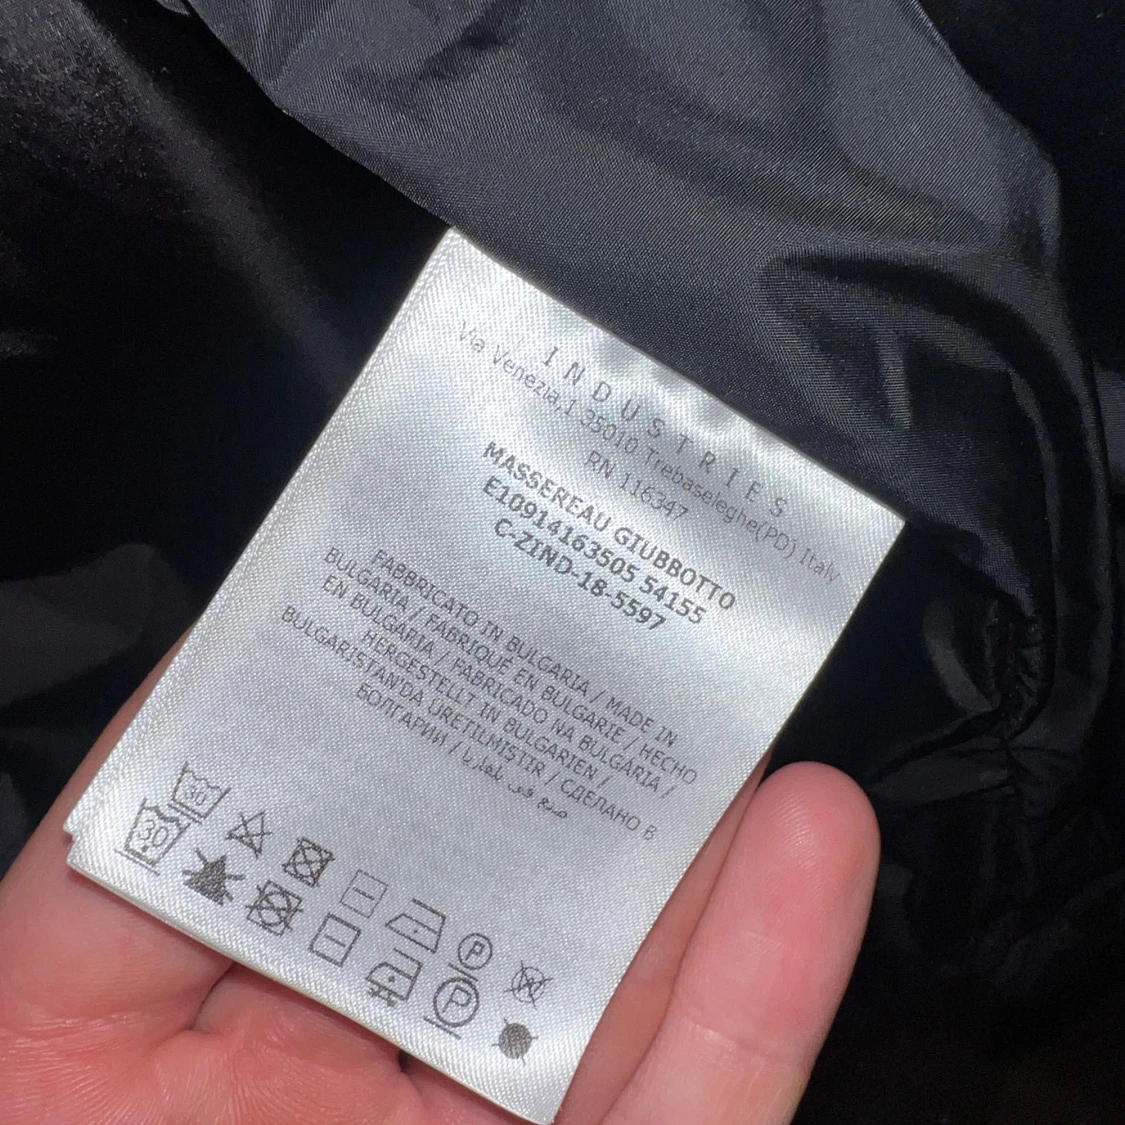 INDUSTRIES
Via Venezia,1 35010 Trebaseleghe(PD) Italy
RN 116347
MASSEREAU GIUBBOTTO
E10914163505 54155
C-ZIND-18-5597
FABBRICATO IN BULGARIA / MADE IN
BULGARIA / FABRIQUÉ EN BULGARIE / HECHO
EN BULGARIA / FABRICADO NA BULGÁRIA /
HERGESTELLT IN BULGARIEN /
BULGARISTAN'DA URETILMISTIR / СДЕЛАНО В
БОЛГАРИИ / صنع في بلغاريا
30
30
P
W
P